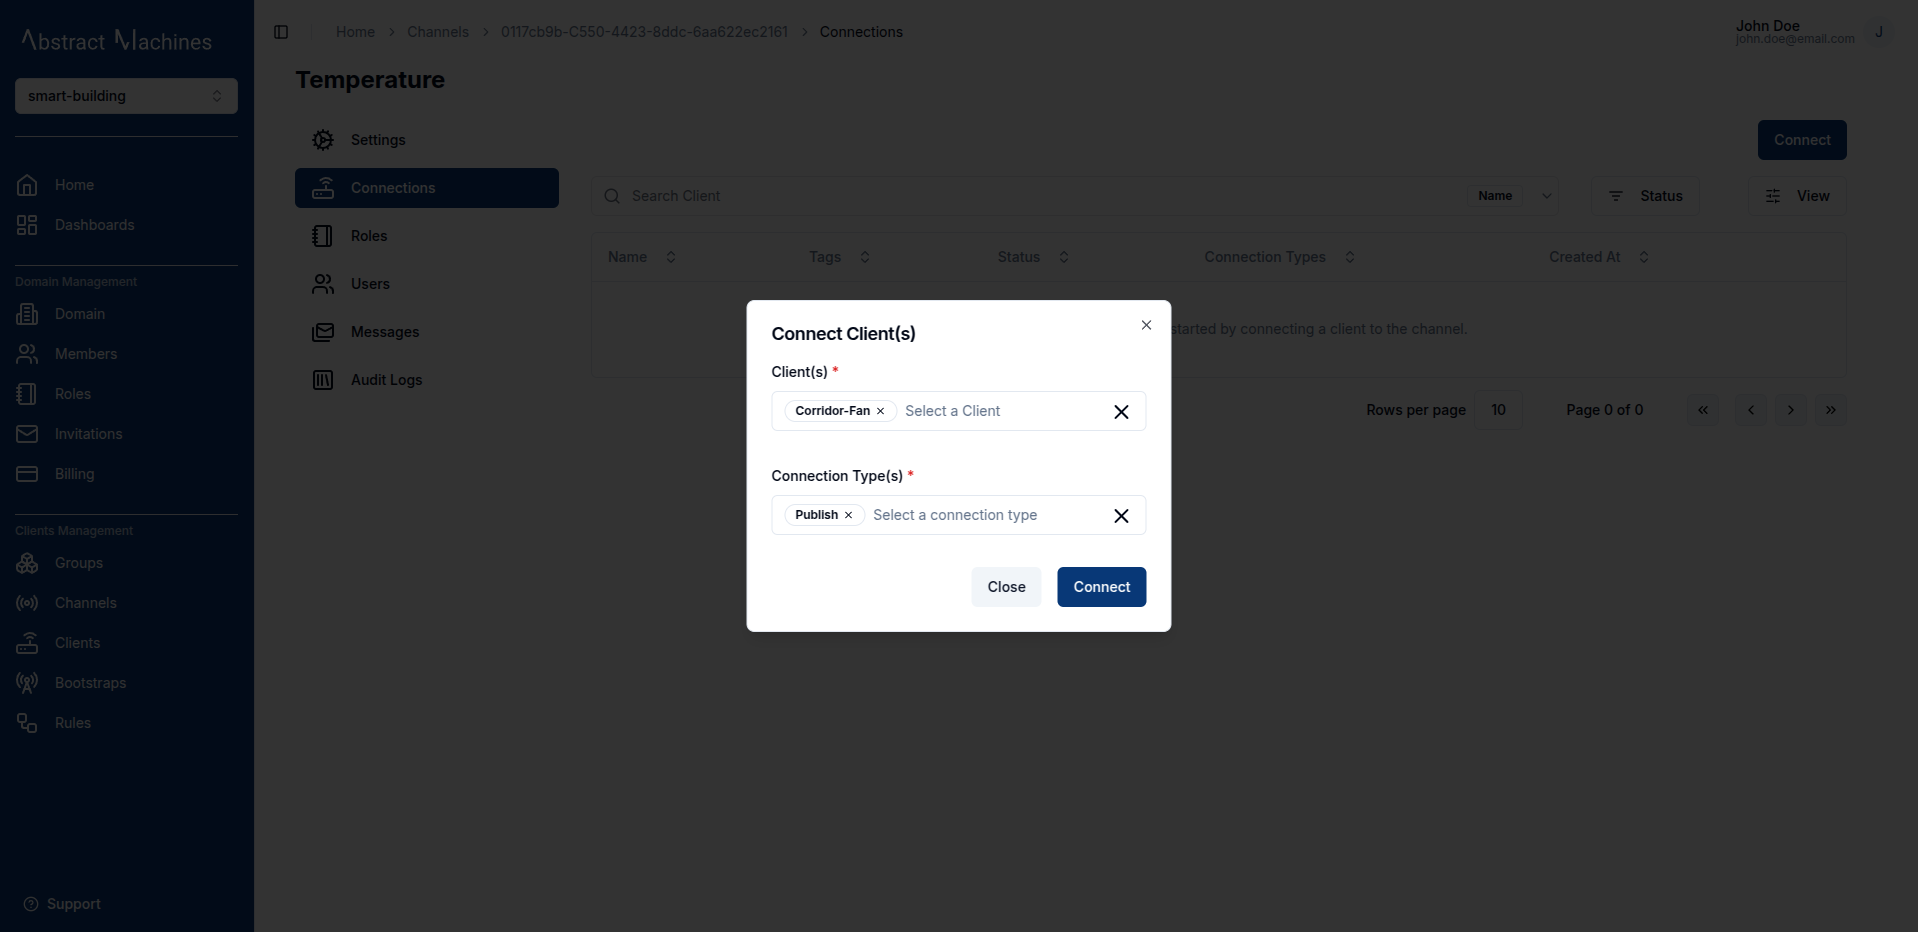 Abstract Machines
smart-building
Home
Dashboards
Domain Management
Domain
Members
Roles
Invitations
Billing
Clients Management
Groups
Channels
Clients
Bootstraps
Rules
Support
Home > Channels > 0117cb9b-C550-4423-8ddc-6aa622ec2161 > Connections
John Doe
john.doe@email.com
J
Temperature
Settings
Connections
Roles
Users
Messages
Audit Logs
Connect
Search Client
Name
Status
View
Name Tags Status Connection Types Created At
started by connecting a client to the channel.
Rows per page 10 Page 0 of 0
Connect Client(s)
Client(s) *
Corridor-Fan × Select a Client
Connection Type(s) *
Publish × Select a connection type
Close Connect